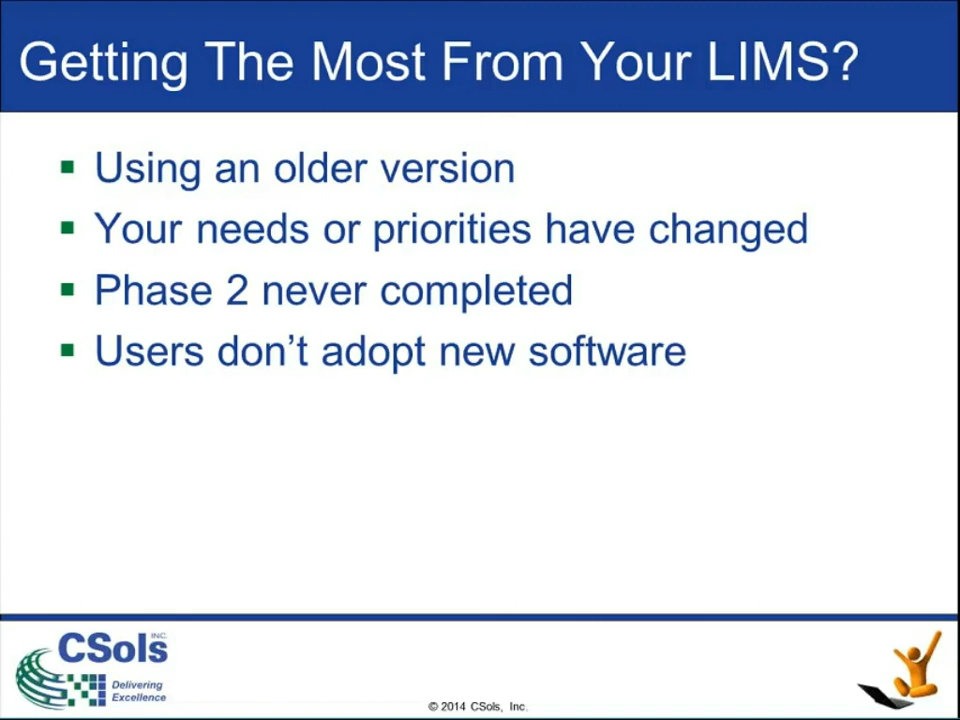 Getting The Most From Your LIMS?
Using an older version
Your needs or priorities have changed
Phase 2 never completed
Users don’t adopt new software
CSols INC.
Delivering
Excellence
© 2014 CSols, Inc.